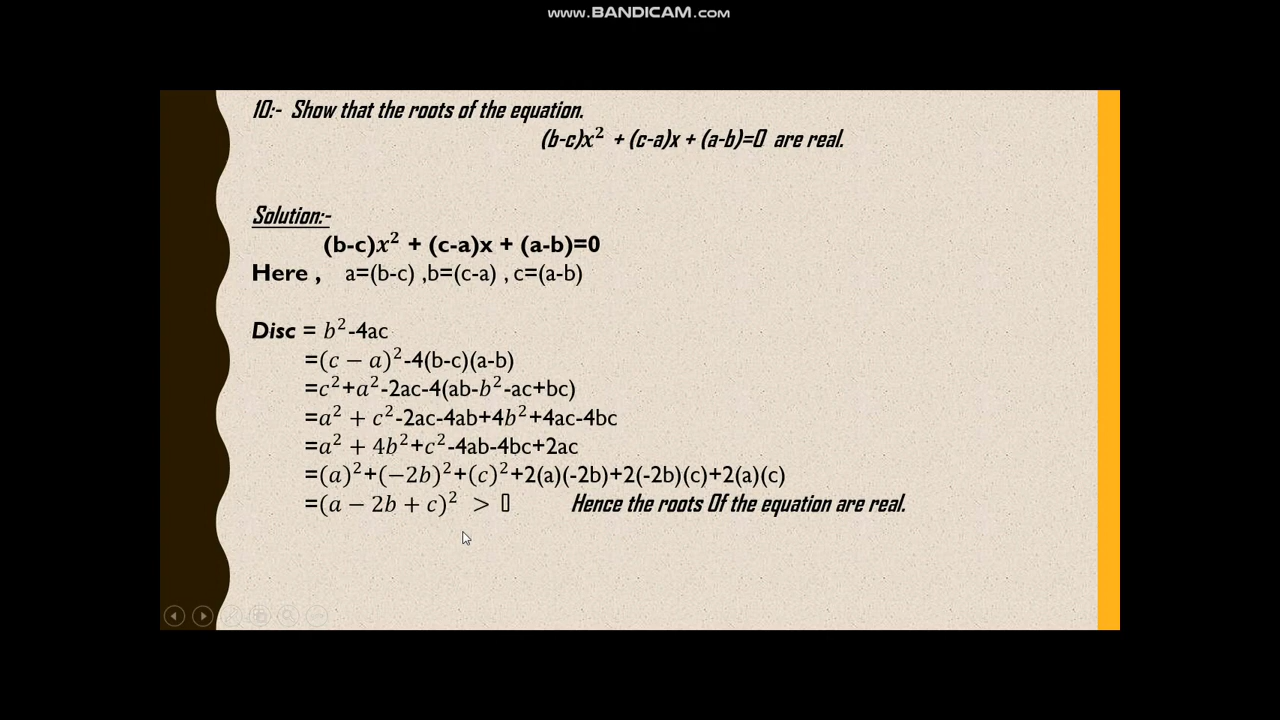 www.BANDICAM.com
10:- Show that the roots of the equation.
(b-c)x² + (c-a)x + (a-b)=0 are real.
Solution:-
(b-c)x² + (c-a)x + (a-b)=0
Here , a=(b-c) ,b=(c-a) , c=(a-b)
Disc = b²-4ac
=(c − a)²-4(b-c)(a-b)
=c²+a²-2ac-4(ab-b²-ac+bc)
=a² + c²-2ac-4ab+4b²+4ac-4bc
=a² + 4b²+c²-4ab-4bc+2ac
=(a)²+(−2b)²+(c)²+2(a)(-2b)+2(-2b)(c)+2(a)(c)
=(a − 2b + c)² > 0 Hence the roots Of the equation are real.